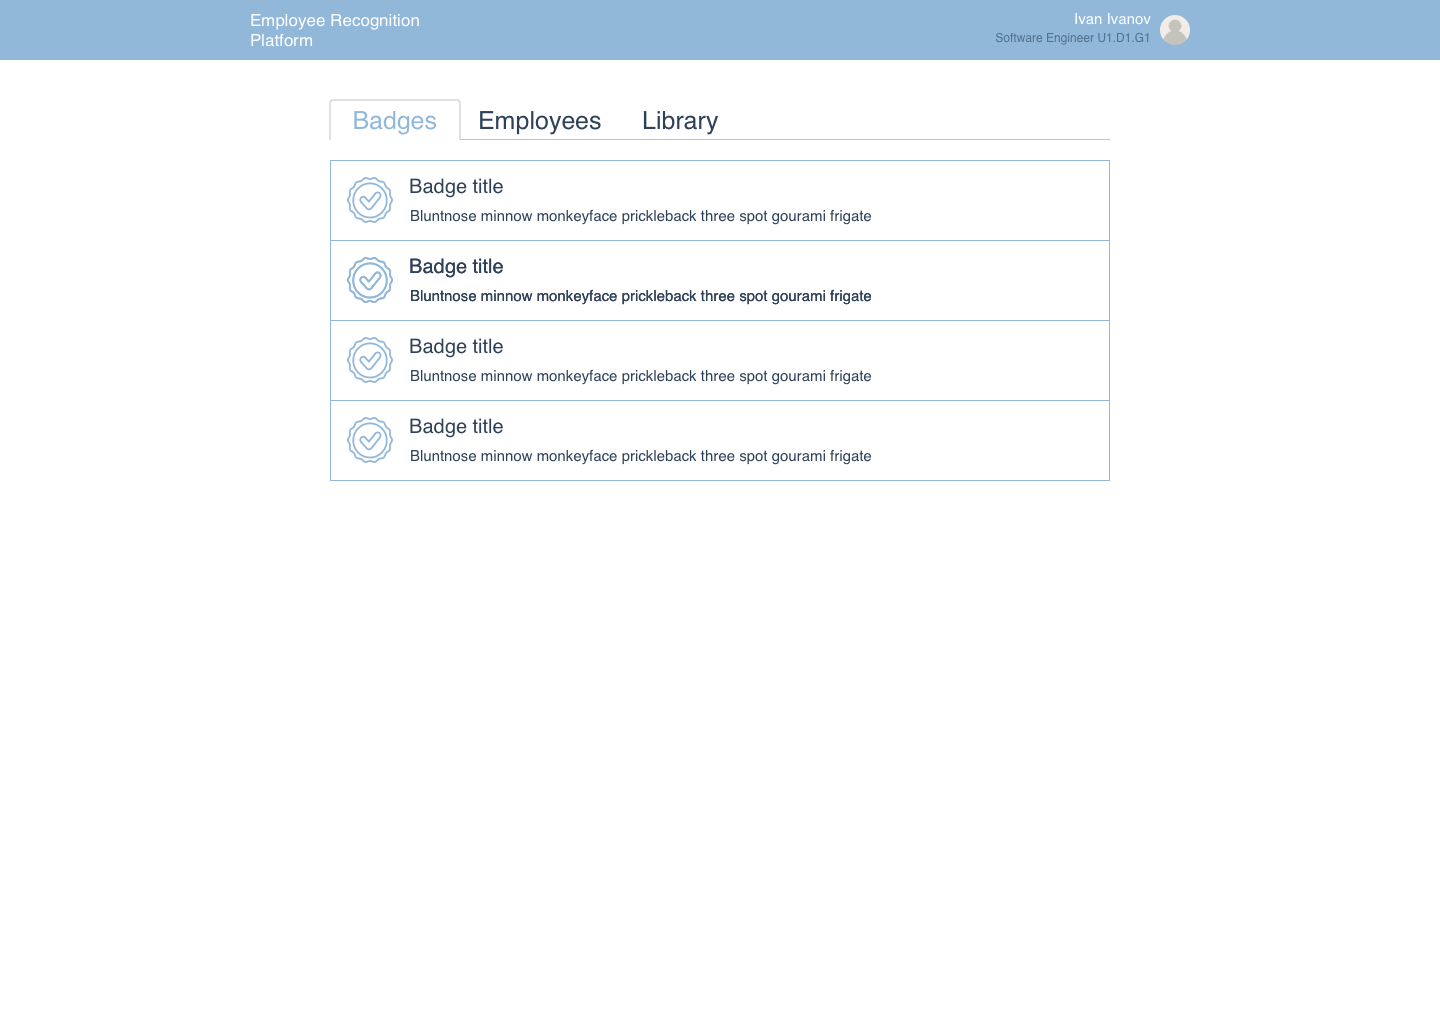 Employee Recognition
Platform
Ivan Ivanov
Software Engineer U1.D1.G1
Badges Employees Library
Badge title
Bluntnose minnow monkeyface prickleback three spot gourami frigate
Badge title
Bluntnose minnow monkeyface prickleback three spot gourami frigate
Badge title
Bluntnose minnow monkeyface prickleback three spot gourami frigate
Badge title
Bluntnose minnow monkeyface prickleback three spot gourami frigate